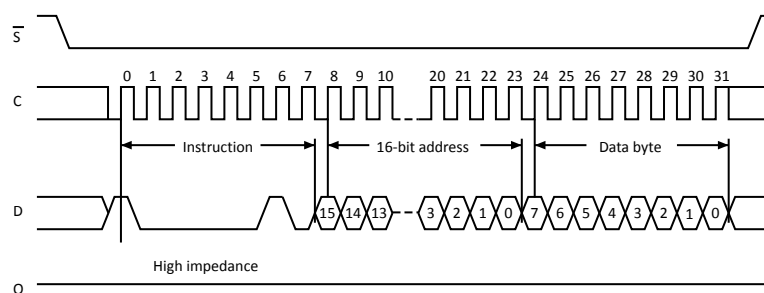 S
0 1 2 3 4 5 6 7 8 9 10 20 21 22 23 24 25 26 27 28 29 30 31
C
Instruction 16-bit address Data byte
D 15 14 13 3 2 1 0 7 6 5 4 3 2 1 0
High impedance
Q